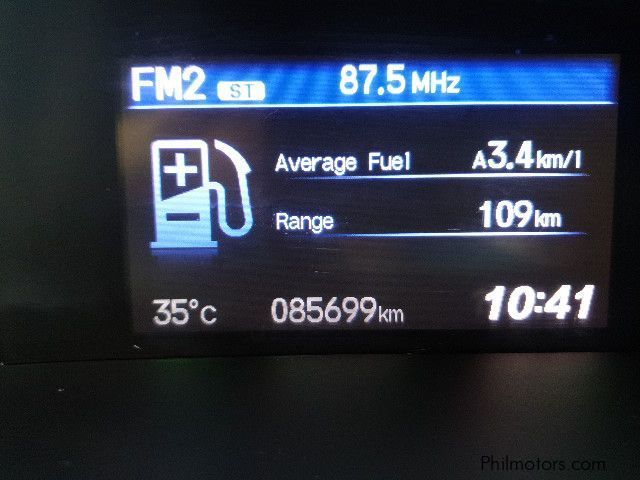 FM2 ST 87.5 MHz
Average Fuel A3.4km/l
Range 109km
35°C 085699km 10:41
Philmotors.com